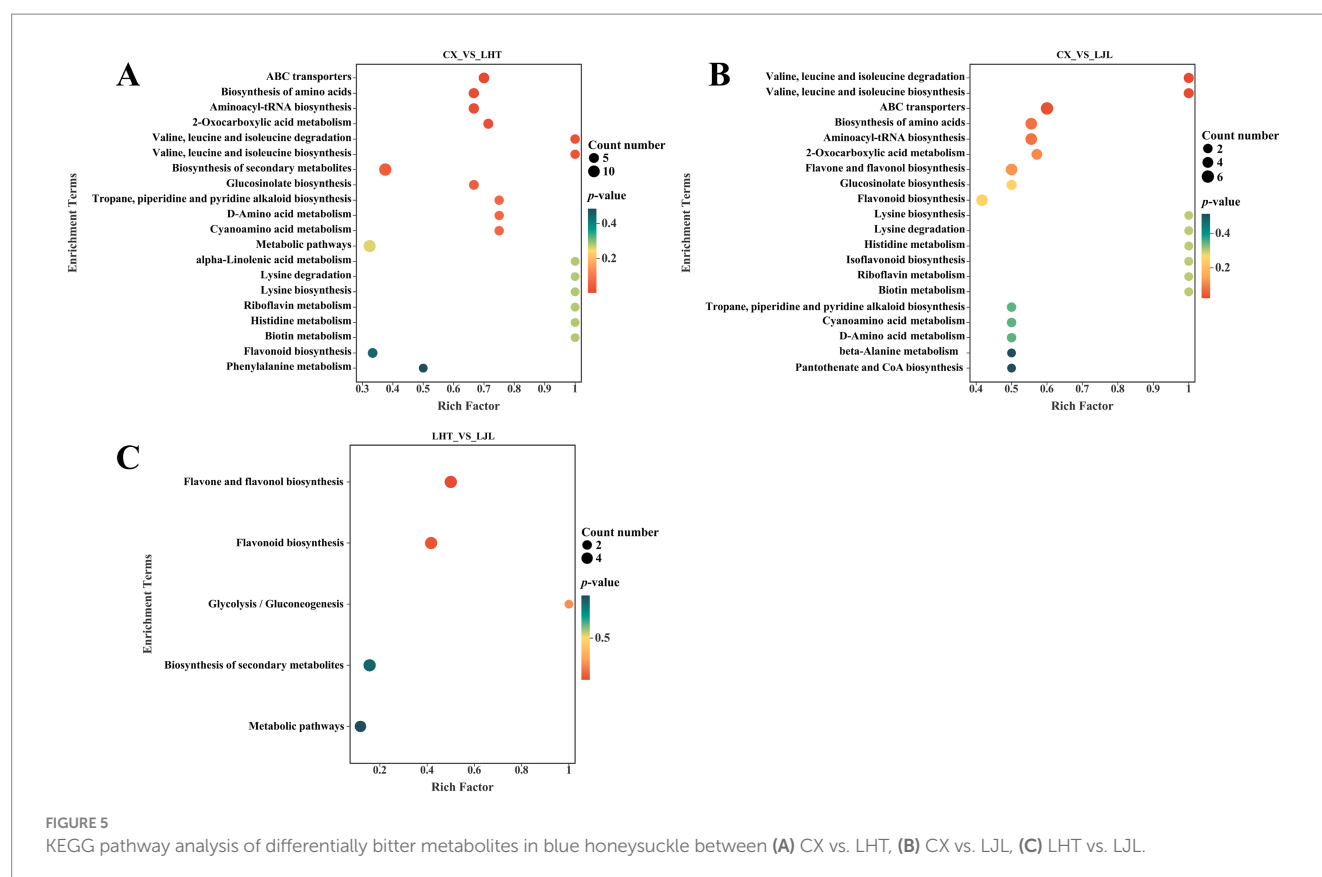 A
CX_VS_LHT
Enrichment Terms
ABC transporters
Biosynthesis of amino acids
Aminoacyl-tRNA biosynthesis
2-Oxocarboxylic acid metabolism
Valine, leucine and isoleucine degradation
Valine, leucine and isoleucine biosynthesis
Biosynthesis of secondary metabolites
Glucosinolate biosynthesis
Tropane, piperidine and pyridine alkaloid biosynthesis
D-Amino acid metabolism
Cyanoamino acid metabolism
Metabolic pathways
alpha-Linolenic acid metabolism
Lysine degradation
Lysine biosynthesis
Riboflavin metabolism
Histidine metabolism
Biotin metabolism
Flavonoid biosynthesis
Phenylalanine metabolism
0.3 0.4 0.5 0.6 0.7 0.8 0.9 1
Rich Factor
Count number
5
10
p-value
0.4
0.2
B
CX_VS_LJL
Enrichment Terms
Valine, leucine and isoleucine degradation
Valine, leucine and isoleucine biosynthesis
ABC transporters
Biosynthesis of amino acids
Aminoacyl-tRNA biosynthesis
2-Oxocarboxylic acid metabolism
Flavone and flavonol biosynthesis
Glucosinolate biosynthesis
Flavonoid biosynthesis
Lysine biosynthesis
Lysine degradation
Histidine metabolism
Isoflavonoid biosynthesis
Riboflavin metabolism
Biotin metabolism
Tropane, piperidine and pyridine alkaloid biosynthesis
Cyanoamino acid metabolism
D-Amino acid metabolism
beta-Alanine metabolism
Pantothenate and CoA biosynthesis
0.4 0.5 0.6 0.7 0.8 0.9 1
Rich Factor
Count number
2
4
6
p-value
0.4
0.2
C
LHT_VS_LJL
Enrichment Terms
Flavone and flavonol biosynthesis
Flavonoid biosynthesis
Glycolysis / Gluconeogenesis
Biosynthesis of secondary metabolites
Metabolic pathways
0.2 0.4 0.6 0.8 1
Rich Factor
Count number
2
4
p-value
0.5
FIGURE 5
KEGG pathway analysis of differentially bitter metabolites in blue honeysuckle between (A) CX vs. LHT, (B) CX vs. LJL, (C) LHT vs. LJL.